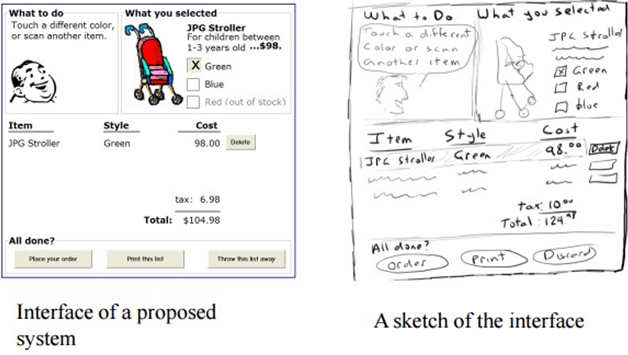 What to do
Touch a different color,
or scan another item.
What you selected
JPG Stroller
For children between
1-3 years old ...$98.
X Green
Blue
Red (out of stock)
Item Style Cost
JPG Stroller Green 98.00 Delete
tax: 6.98
Total: $104.98
All done?
Place your order Print this list Throw this list away
Interface of a proposed
system
What to Do
Touch a different
Color or scan
another item
What you selected
JPG Stroller
X Green
Red
blue
Item Style Cost
JPG Stroller Green 98.00
tax: 10.00
Total: 124.
All done?
Order Print Discard
A sketch of the interface